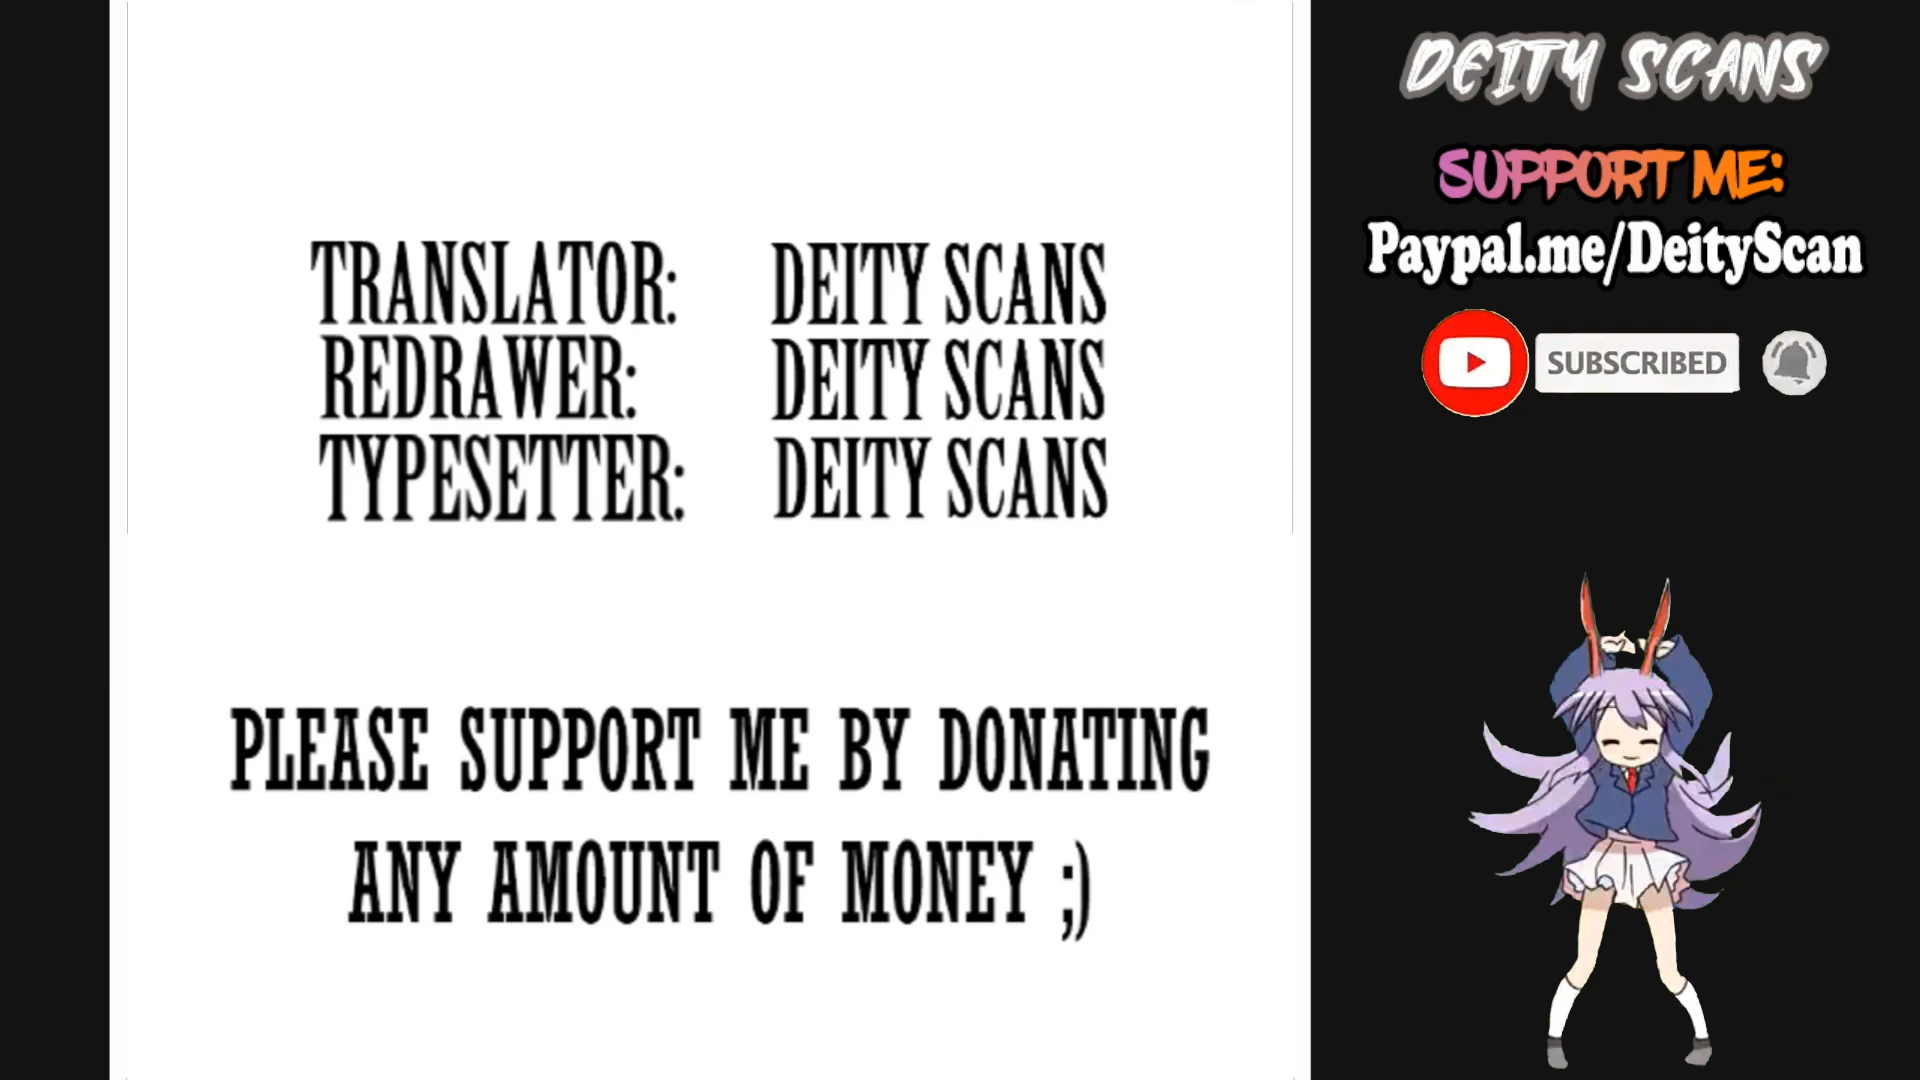 TRANSLATOR: DEITY SCANS
REDRAWER: DEITY SCANS
TYPESETTER: DEITY SCANS
PLEASE SUPPORT ME BY DONATING
ANY AMOUNT OF MONEY ;)
DEITY SCANS
SUPPORT ME:
Paypal.me/DeityScan
SUBSCRIBED